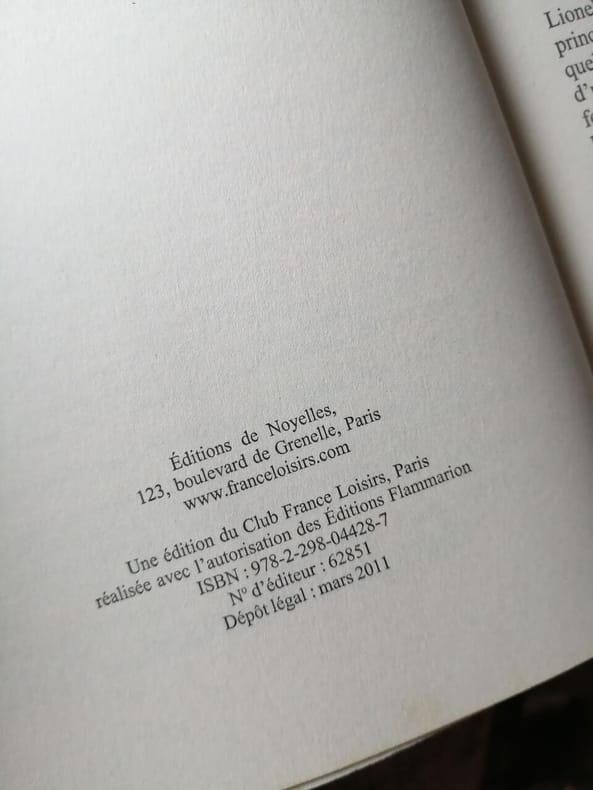 Éditions de Noyelles,
123, boulevard de Grenelle, Paris
www.franceloisirs.com
Une édition du Club France Loisirs, Paris
réalisée avec l'autorisation des Éditions Flammarion
ISBN : 978-2-298-04428-7
N° d'éditeur : 62851
Dépôt légal : mars 2011